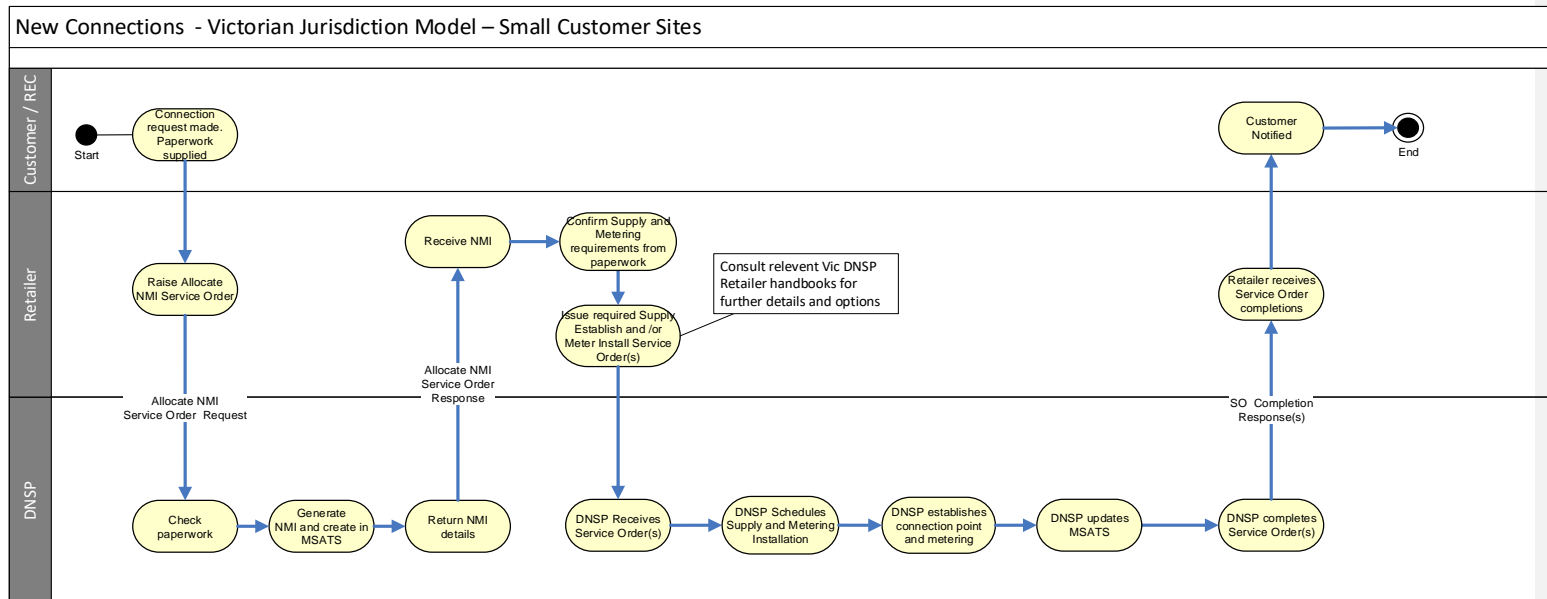 New Connections - Victorian Jurisdiction Model – Small Customer Sites
Customer / REC
Start
Connection
request made.
Paperwork
supplied
Customer
Notified
End
Retailer
Raise Allocate
NMI Service Order
Receive NMI
Confirm Supply and
Metering
requirements from
paperwork
Issue required Supply
Establish and /or
Meter Install Service
Order(s)
Consult relevent Vic DNSP
Retailer handbooks for
further details and options
Retailer receives
Service Order
completions
Allocate NMI
Service Order Request
Allocate NMI
Service Order
Response
SO Completion
Response(s)
DNSP
Check
paperwork
Generate
NMI and create in
MSATS
Return NMI
details
DNSP Receives
Service Order(s)
DNSP Schedules
Supply and Metering
Installation
DNSP establishes
connection point
and metering
DNSP updates
MSATS
DNSP completes
Service Order(s)